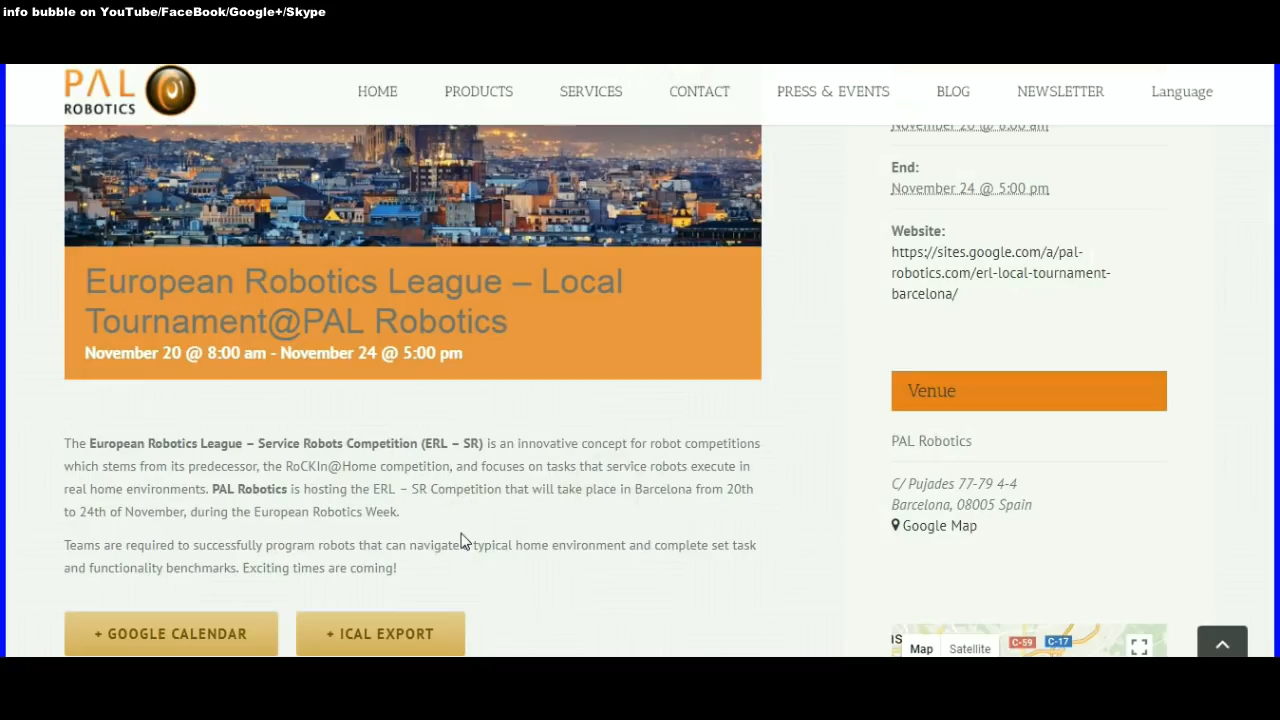 info bubble on YouTube/FaceBook/Google+/Skype
PAL
ROBOTICS
HOME PRODUCTS SERVICES CONTACT PRESS & EVENTS BLOG NEWSLETTER Language
European Robotics League – Local
Tournament@PAL Robotics
November 20 @ 8:00 am - November 24 @ 5:00 pm
The European Robotics League – Service Robots Competition (ERL – SR) is an innovative concept for robot competitions
which stems from its predecessor, the RoCKIn@Home competition, and focuses on tasks that service robots execute in
real home environments. PAL Robotics is hosting the ERL – SR Competition that will take place in Barcelona from 20th
to 24th of November, during the European Robotics Week.
Teams are required to successfully program robots that can navigate typical home environment and complete set task
and functionality benchmarks. Exciting times are coming!
+ GOOGLE CALENDAR + ICAL EXPORT
November 20 @ 8:00 am
End:
November 24 @ 5:00 pm
Website:
https://sites.google.com/a/pal-
robotics.com/erl-local-tournament-
barcelona/
Venue
PAL Robotics
C/ Pujades 77-79 4-4
Barcelona, 08005 Spain
Google Map
Map Satellite C-59 C-17